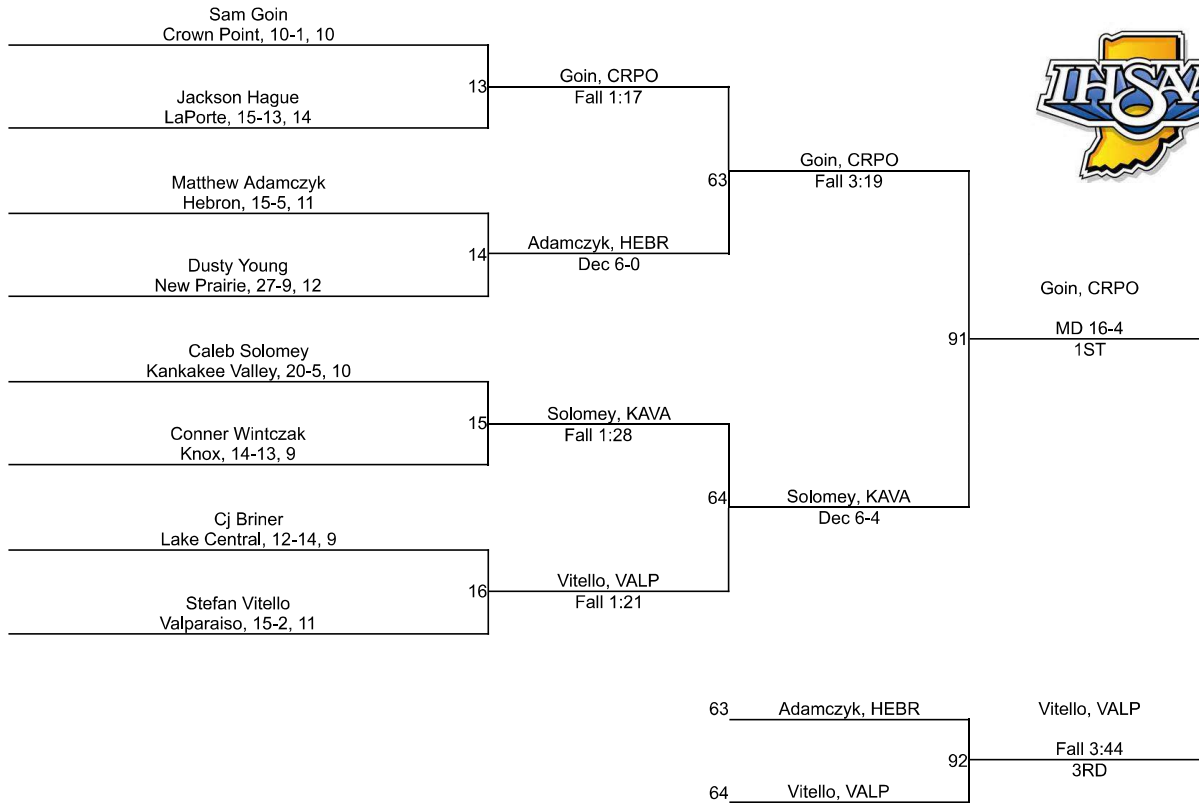 Sam Goin
Crown Point, 10-1, 10
Jackson Hague
LaPorte, 15-13, 14
13
Goin, CRPO
Fall 1:17
Matthew Adamczyk
Hebron, 15-5, 11
Dusty Young
New Prairie, 27-9, 12
14
Adamczyk, HEBR
Dec 6-0
63
Goin, CRPO
Fall 3:19
Caleb Solomey
Kankakee Valley, 20-5, 10
Conner Wintczak
Knox, 14-13, 9
15
Solomey, KAVA
Fall 1:28
Cj Briner
Lake Central, 12-14, 9
Stefan Vitello
Valparaiso, 15-2, 11
16
Vitello, VALP
Fall 1:21
64
Solomey, KAVA
Dec 6-4
91
Goin, CRPO
MD 16-4
1ST
63
Adamczyk, HEBR
64
Vitello, VALP
92
Vitello, VALP
Fall 3:44
3RD
IHSAA